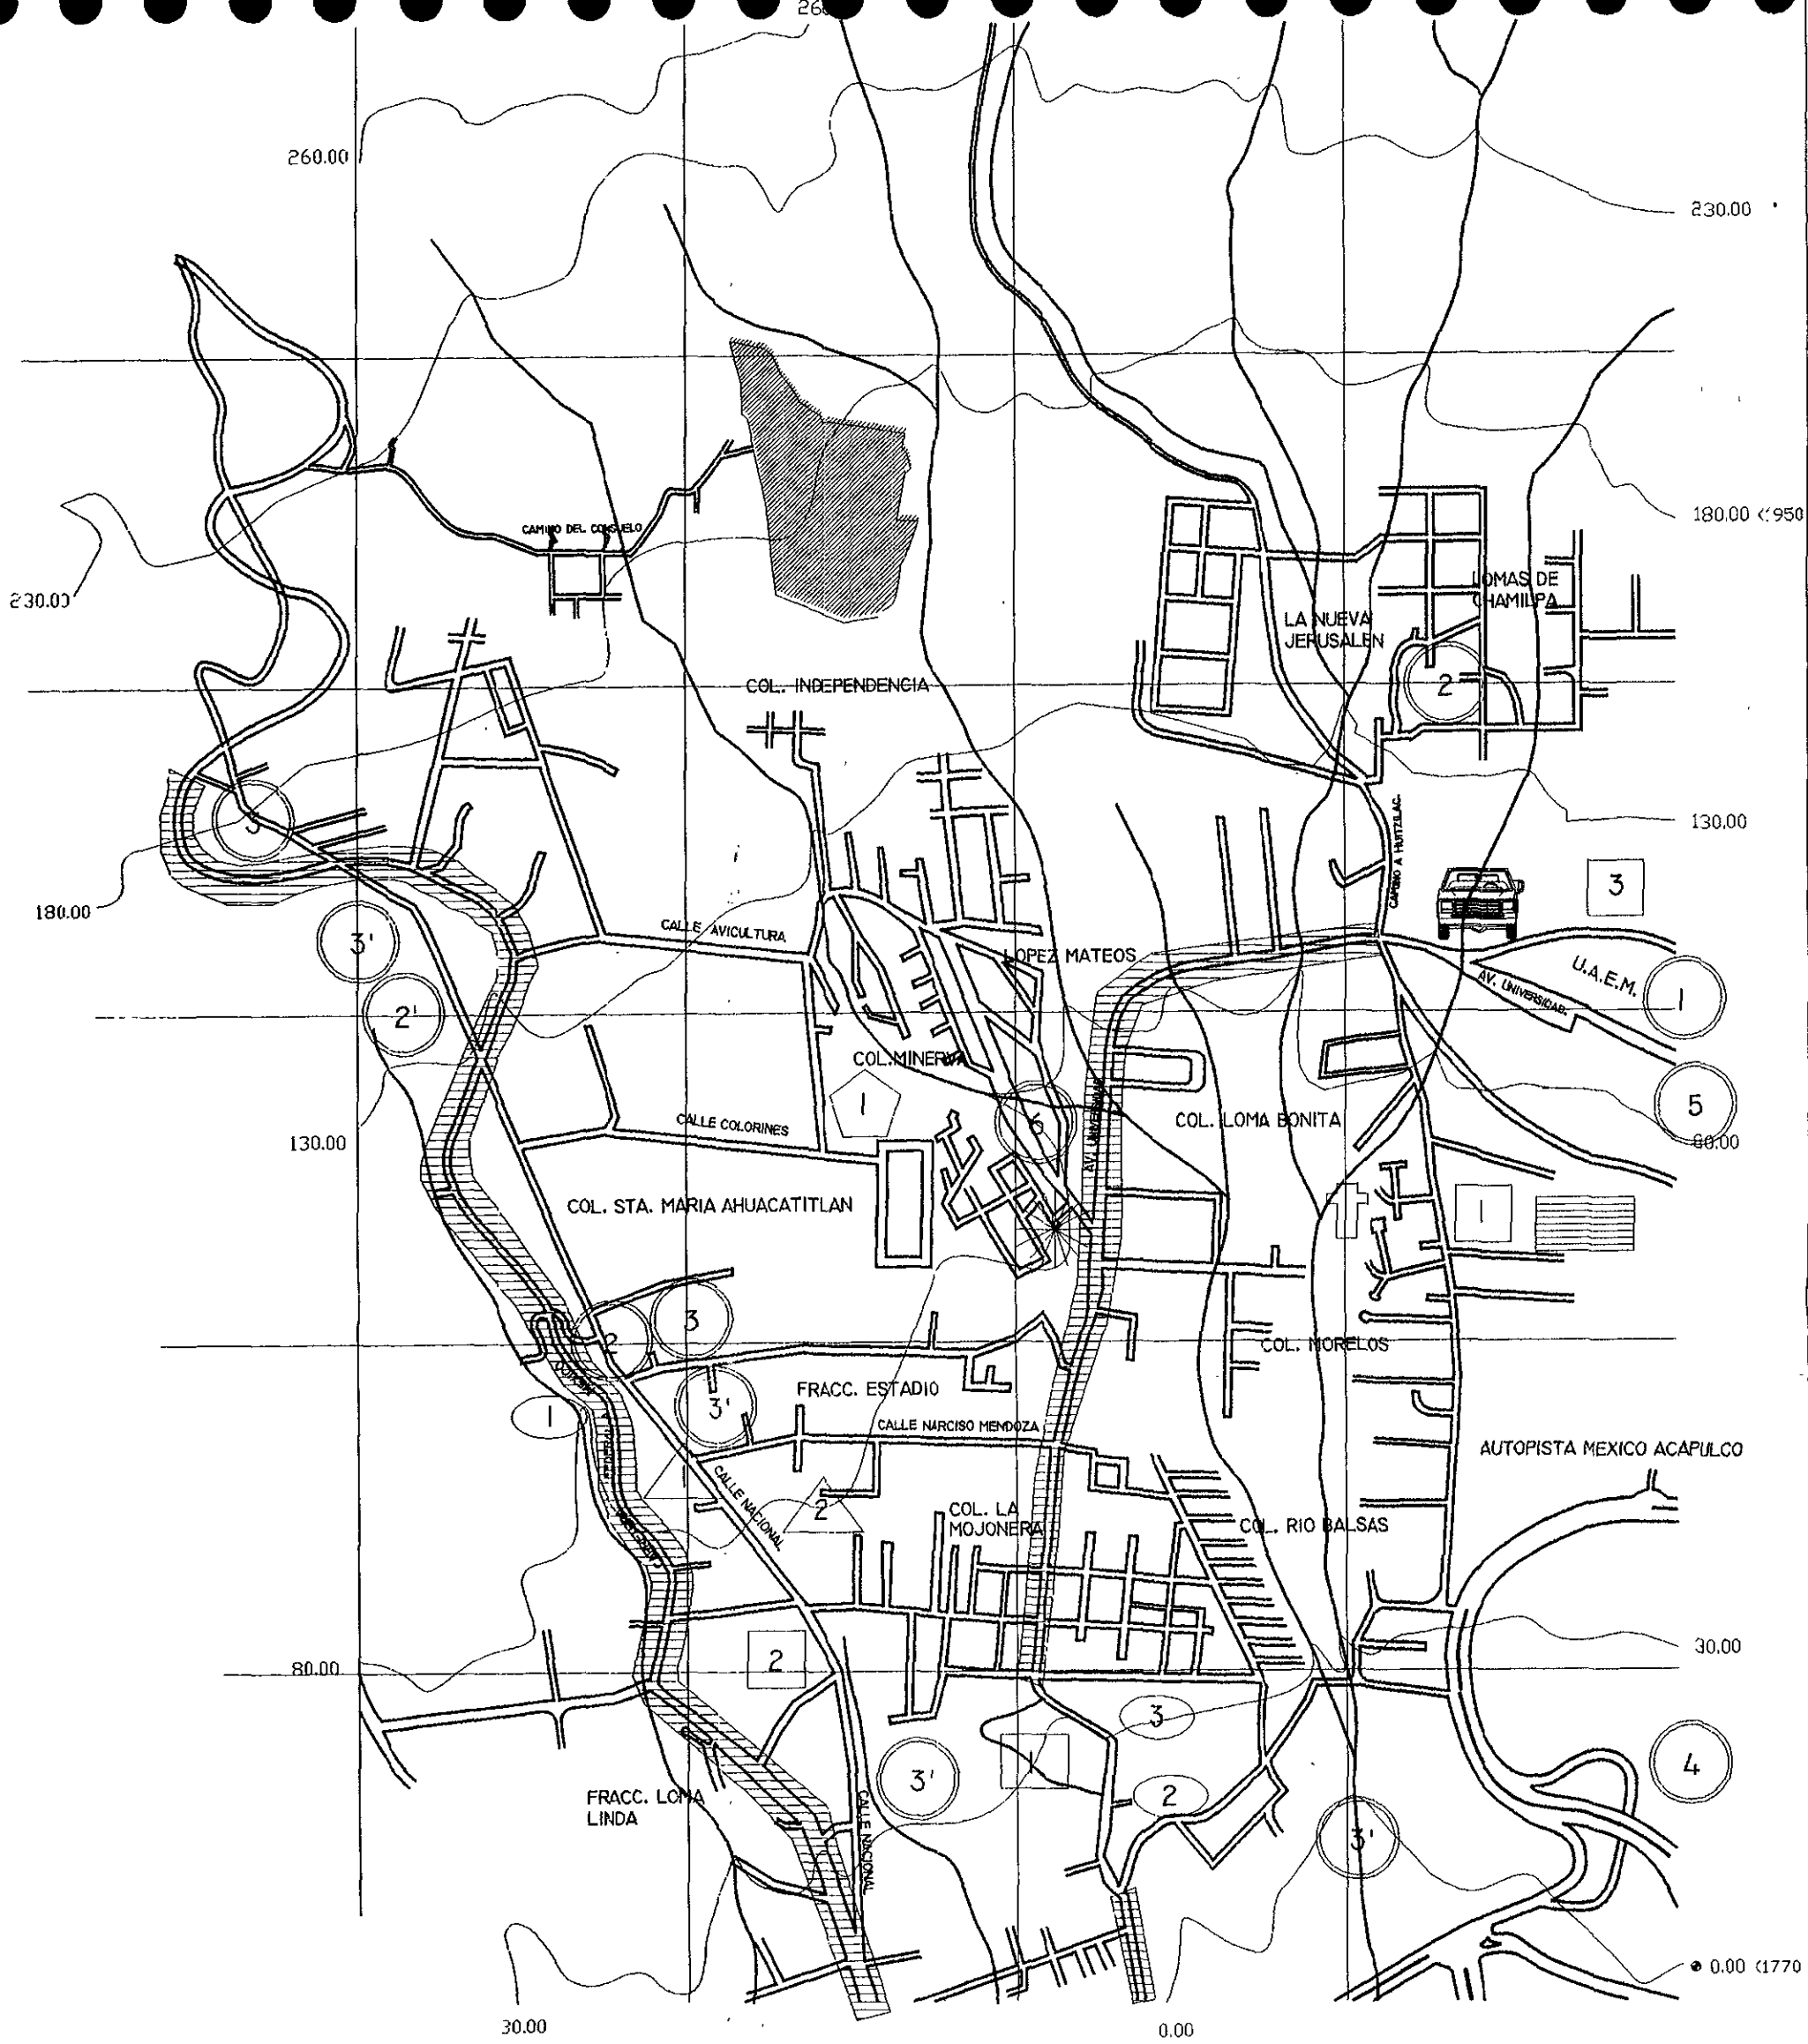 260.00
230.00
180.00 (1950
CAMINO DEL CONSUELO
LOMAS DE
CHAMILPA
230.00
LA NUEVA
JERUSALEN
2
COL. INDEPENDENCIA
3
130.00
CAMINO A HUITZILAC.
3
180.00
CALLE AVICULTURA
3'
LOPEZ MATEOS
U.A.E.M.
AV. UNIVERSIDAD.
1
2'
COL. MINERVA
1
6
5
CALLE COLORINES
AV. UNIVERSIDAD
COL. LOMA BONITA
80.00
130.00
COL. STA. MARIA AHUACATITLAN
1
3
2
COL. MORELOS
FRACC. ESTADIO
3'
1
CALLE NARCISO MENDOZA
AUTOPISTA MEXICO ACAPULCO
1
CALLE NACIONAL
2
COL. LA
MOJONERA
COL. RIO BALSAS
30.00
80.00
2
3
3'
1
4
2
FRACC. LOMA
LINDA
CALLE NACIONAL
3'
0.00 (1770
30.00
0.00